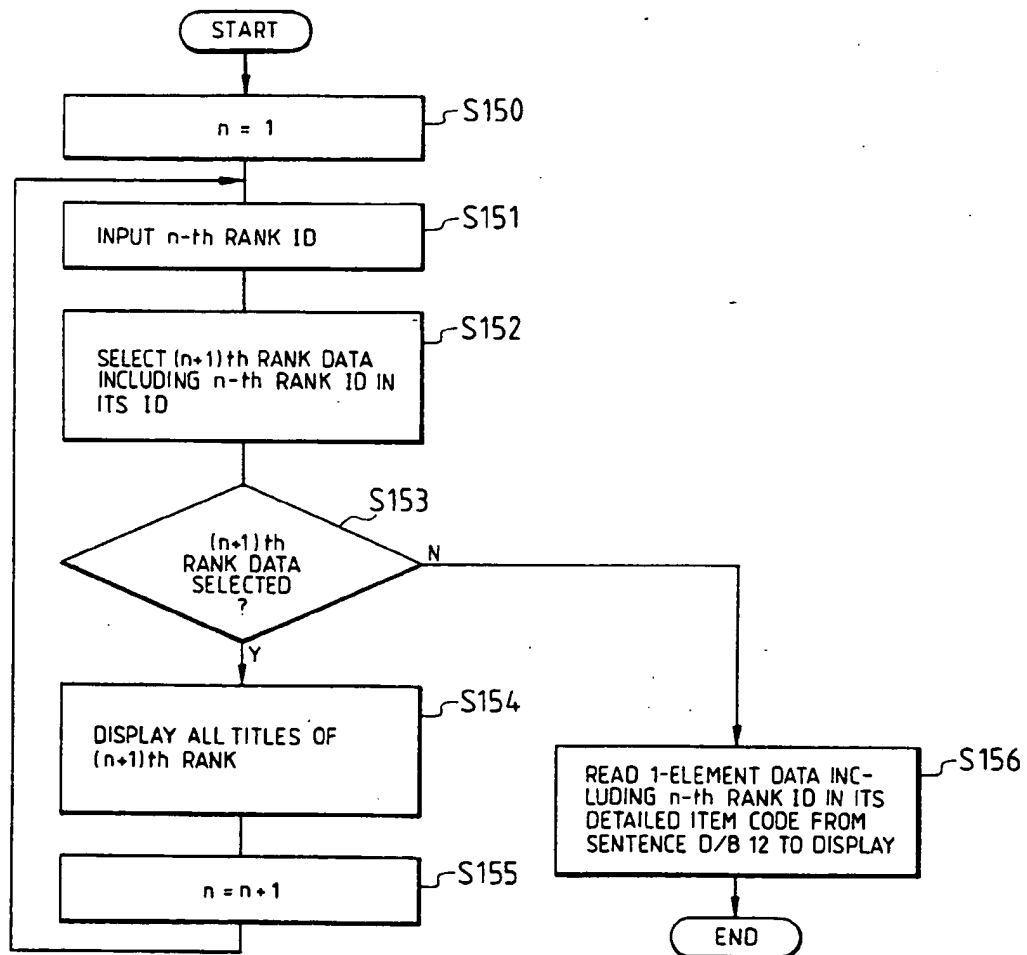 START
n = 1
S150
INPUT n-th RANK ID
S151
SELECT (n+1)th RANK DATA
INCLUDING n-th RANK ID IN
ITS ID
S152
(n+1)th
RANK DATA
SELECTED
?
S153
N
Y
DISPLAY ALL TITLES OF
(n+1)th RANK
S154
n = n+1
S155
READ 1-ELEMENT DATA INC-
LUDING n-th RANK ID IN ITS
DETAILED ITEM CODE FROM
SENTENCE D/B 12 TO DISPLAY
S156
END